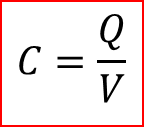 C = Q/V